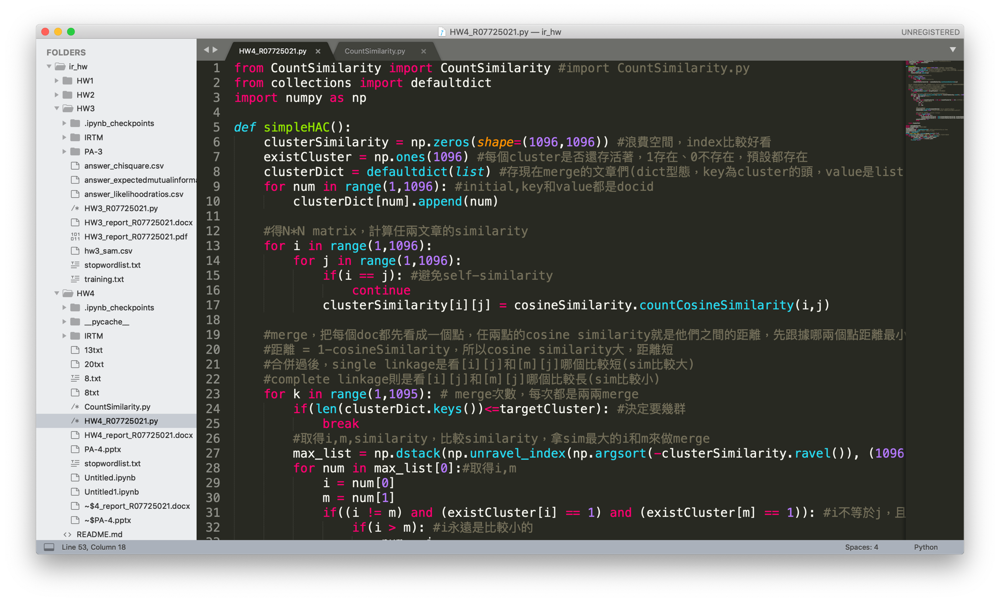 HW4_R07725021.py — ir_hw
UNREGISTERED
FOLDERS
ir_hw
HW1
HW2
HW3
.ipynb_checkpoints
IRTM
PA-3
answer_chisquare.csv
answer_expectedmutualinforma
answer_likelihoodratios.csv
HW3_R07725021.py
HW3_report_R07725021.docx
HW3_report_R07725021.pdf
hw3_sam.csv
stopwordlist.txt
training.txt
HW4
.ipynb_checkpoints
__pycache__
IRTM
13txt
20txt
8.txt
8txt
CountSimilarity.py
HW4_R07725021.py
HW4_report_R07725021.docx
PA-4.pptx
stopwordlist.txt
Untitled.ipynb
Untitled1.ipynb
~$4_report_R07725021.docx
~$PA-4.pptx
README.md
HW4_R07725021.py
CountSimilarity.py
1 from CountSimilarity import CountSimilarity #import CountSimilarity.py
2 from collections import defaultdict
3 import numpy as np
4
5 def simpleHAC():
6 clusterSimilarity = np.zeros(shape=(1096,1096)) #浪費空間，index比較好看
7 existCluster = np.ones(1096) #每個cluster是否還存活著，1存在、0不存在，預設都存在
8 clusterDict = defaultdict(list) #存現在merge的文章們(dict型態，key為cluster的頭，value是list
9 for num in range(1,1096): #initial,key和value都是docid
10 clusterDict[num].append(num)
11
12 #得N*N matrix，計算任兩文章的similarity
13 for i in range(1,1096):
14 for j in range(1,1096):
15 if(i == j): #避免self-similarity
16 continue
17 clusterSimilarity[i][j] = cosineSimilarity.countCosineSimilarity(i,j)
18
19 #merge，把每個doc都先看成一個點，任兩點的cosine similarity就是他們之間的距離，先跟據哪兩個點距離最小
20 #距離 = 1-cosineSimilarity，所以cosine similarity大，距離短
21 #合併過後，single linkage是看[i][j]和[m][j]哪個比較短(sim比較大)
22 #complete linkage則是看[i][j]和[m][j]哪個比較長(sim比較小)
23 for k in range(1,1095): # merge次數，每次都是兩兩merge
24 if(len(clusterDict.keys())<=targetCluster): #決定要幾群
25 break
26 #取得i,m,similarity，比較similarity，拿sim最大的i和m來做merge
27 max_list = np.dstack(np.unravel_index(np.argsort(-clusterSimilarity.ravel()), (1096
28 for num in max_list[0]:#取得i,m
29 i = num[0]
30 m = num[1]
31 if((i != m) and (existCluster[i] == 1) and (existCluster[m] == 1)): #i不等於j，且
32 if(i > m): #i永遠是比較小的
Line 53, Column 18
Spaces: 4
Python